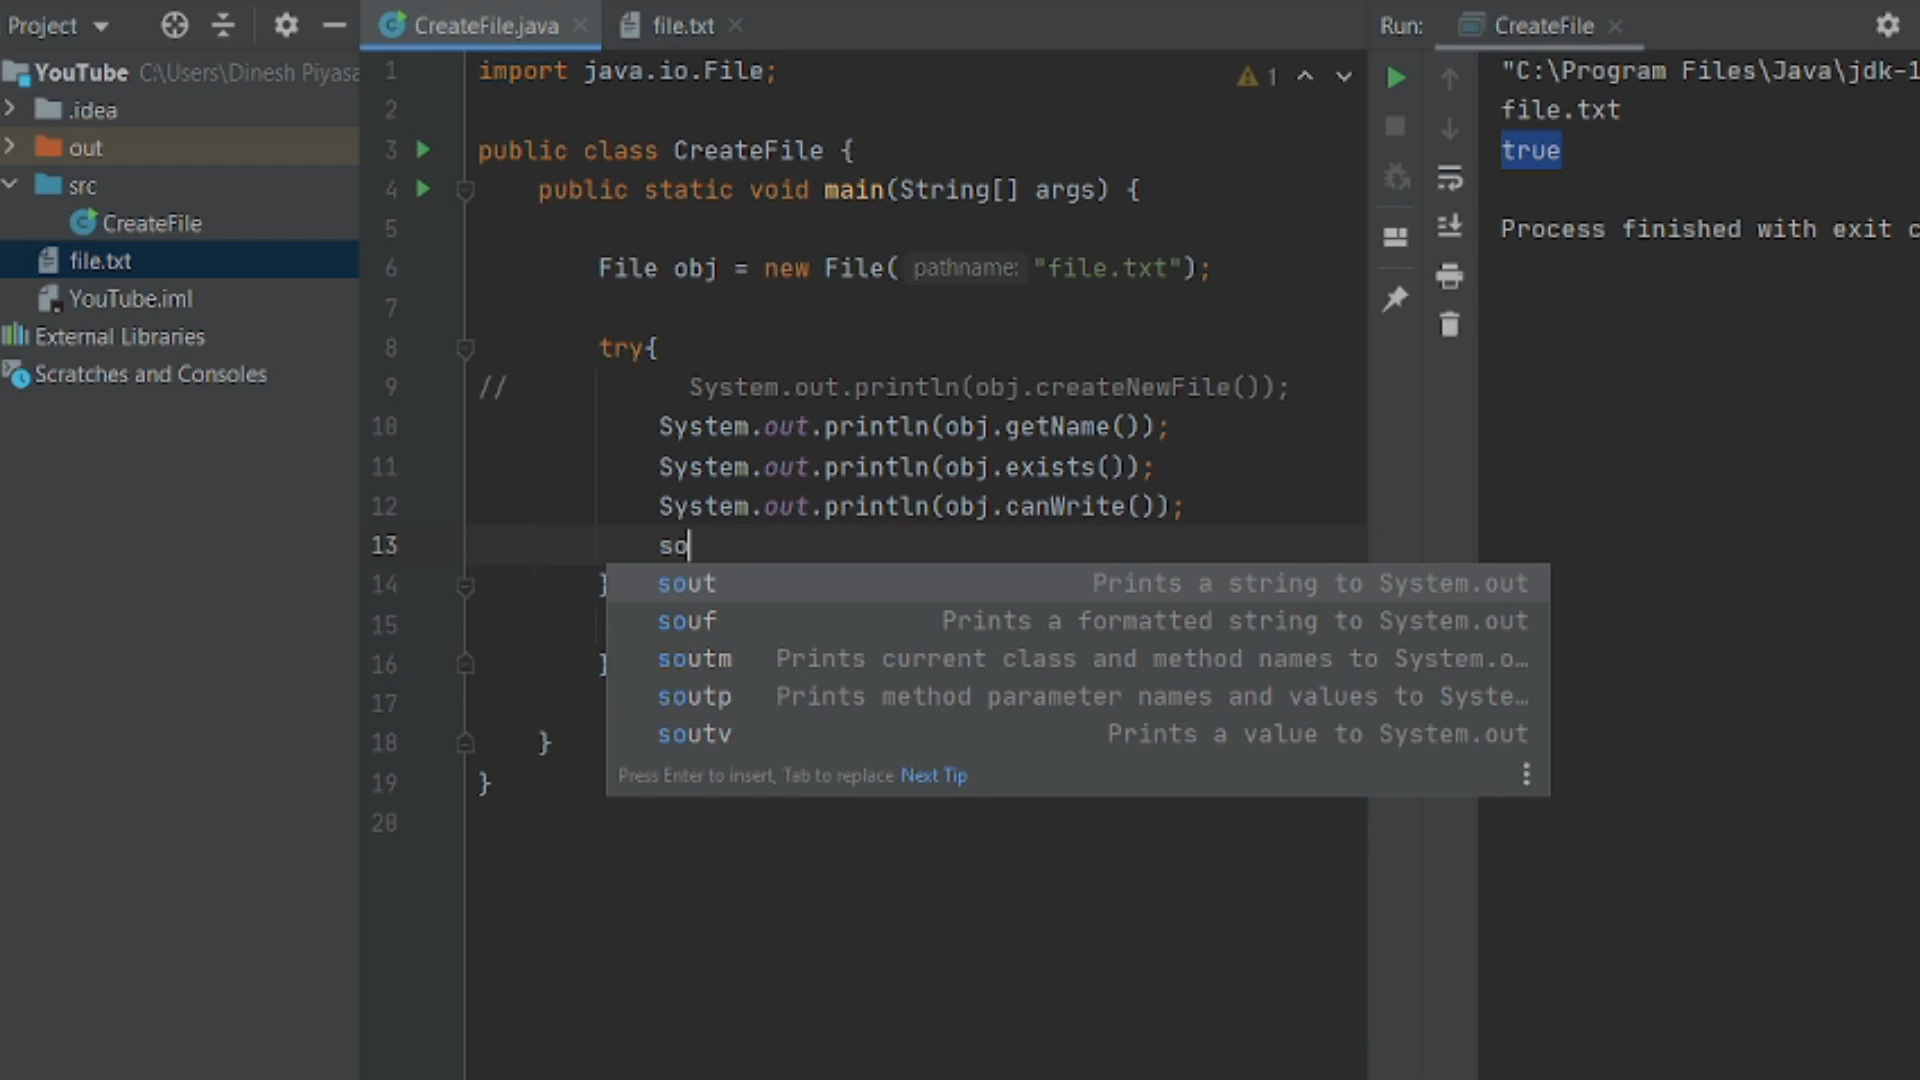 Project
YouTube C:\Users\Dinesh Piyasa
.idea
out
src
CreateFile
file.txt
YouTube.iml
External Libraries
Scratches and Consoles
CreateFile.java
file.txt
1
1 import java.io.File;
2
3 public class CreateFile {
4 public static void main(String[] args) {
5
6 File obj = new File( pathname: "file.txt");
7
8 try{
9 // System.out.println(obj.createNewFile());
10 System.out.println(obj.getName());
11 System.out.println(obj.exists());
12 System.out.println(obj.canWrite());
13 so
14 }
15
16 }
17
18 }
19 }
20
sout Prints a string to System.out
souf Prints a formatted string to System.out
soutm Prints current class and method names to System.o…
soutp Prints method parameter names and values to Syste…
soutv Prints a value to System.out
Press Enter to insert, Tab to replace Next Tip
Run: CreateFile
"C:\Program Files\Java\jdk-1
file.txt
true
Process finished with exit c